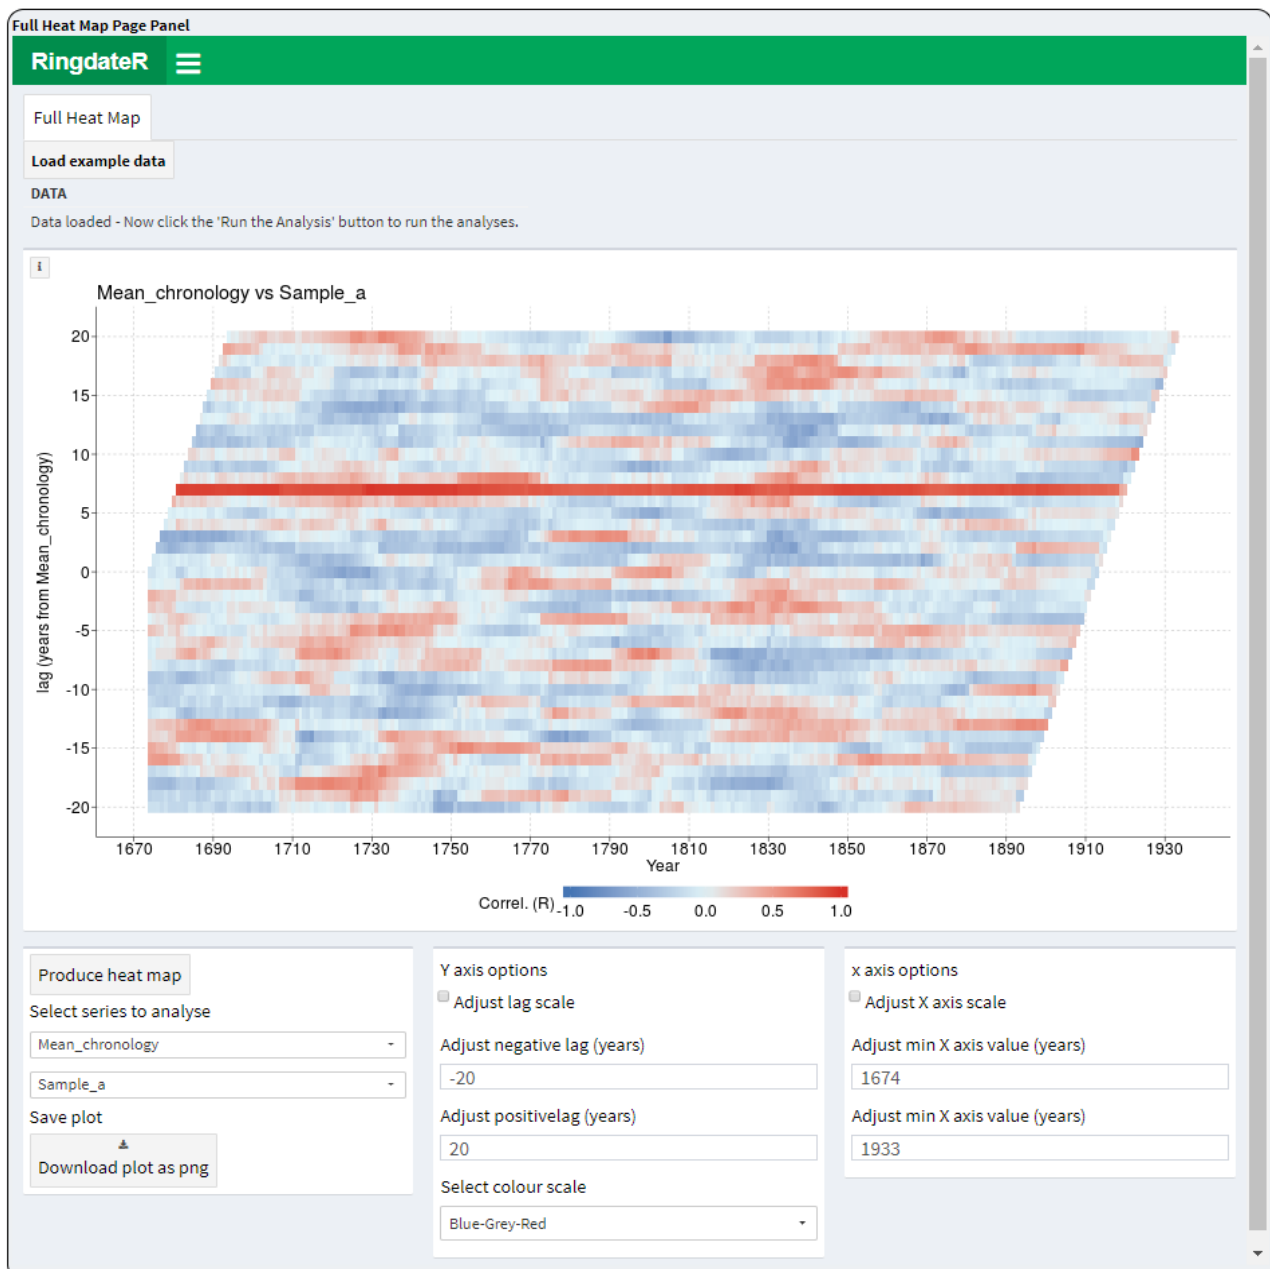 Full Heat Map Page Panel
RingdateR
Full Heat Map
Load example data
DATA
Data loaded - Now click the 'Run the Analysis' button to run the analyses.
i
Mean_chronology vs Sample_a
20
15
10
5
0
-5
-10
-15
-20
lag (years from Mean_chronology)
1670 1690 1710 1730 1750 1770 1790 1810 1830 1850 1870 1890 1910 1930
Year
Correl. (R)
-1.0 -0.5 0.0 0.5 1.0
Produce heat map
Select series to analyse
Mean_chronology
Sample_a
Save plot
Download plot as png
Y axis options
Adjust lag scale
Adjust negative lag (years)
-20
Adjust positivelag (years)
20
Select colour scale
Blue-Grey-Red
x axis options
Adjust X axis scale
Adjust min X axis value (years)
1674
Adjust min X axis value (years)
1933